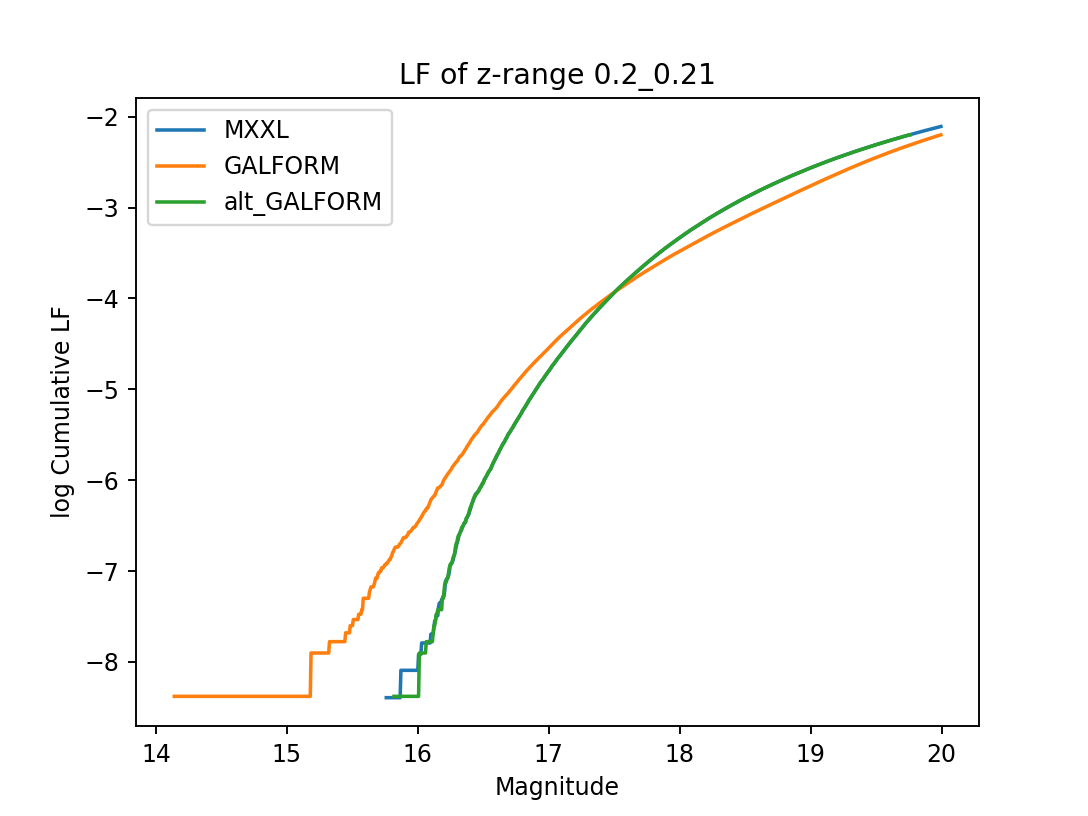 LF of z-range 0.2_0.21
MXXL
GALFORM
alt_GALFORM
log Cumulative LF
−2
−3
−4
−5
−6
−7
−8
14 15 16 17 18 19 20
Magnitude